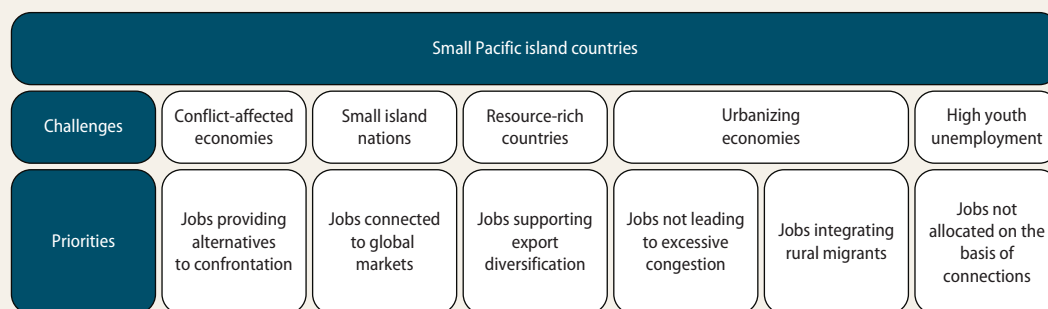 Small Pacific island countries
Challenges
Conflict-affected
economies
Small island
nations
Resource-rich
countries
Urbanizing
economies
High youth
unemployment
Priorities
Jobs providing
alternatives
to confrontation
Jobs connected
to global
markets
Jobs supporting
export
diversification
Jobs not leading
to excessive
congestion
Jobs integrating
rural migrants
Jobs not
allocated on the
basis of
connections